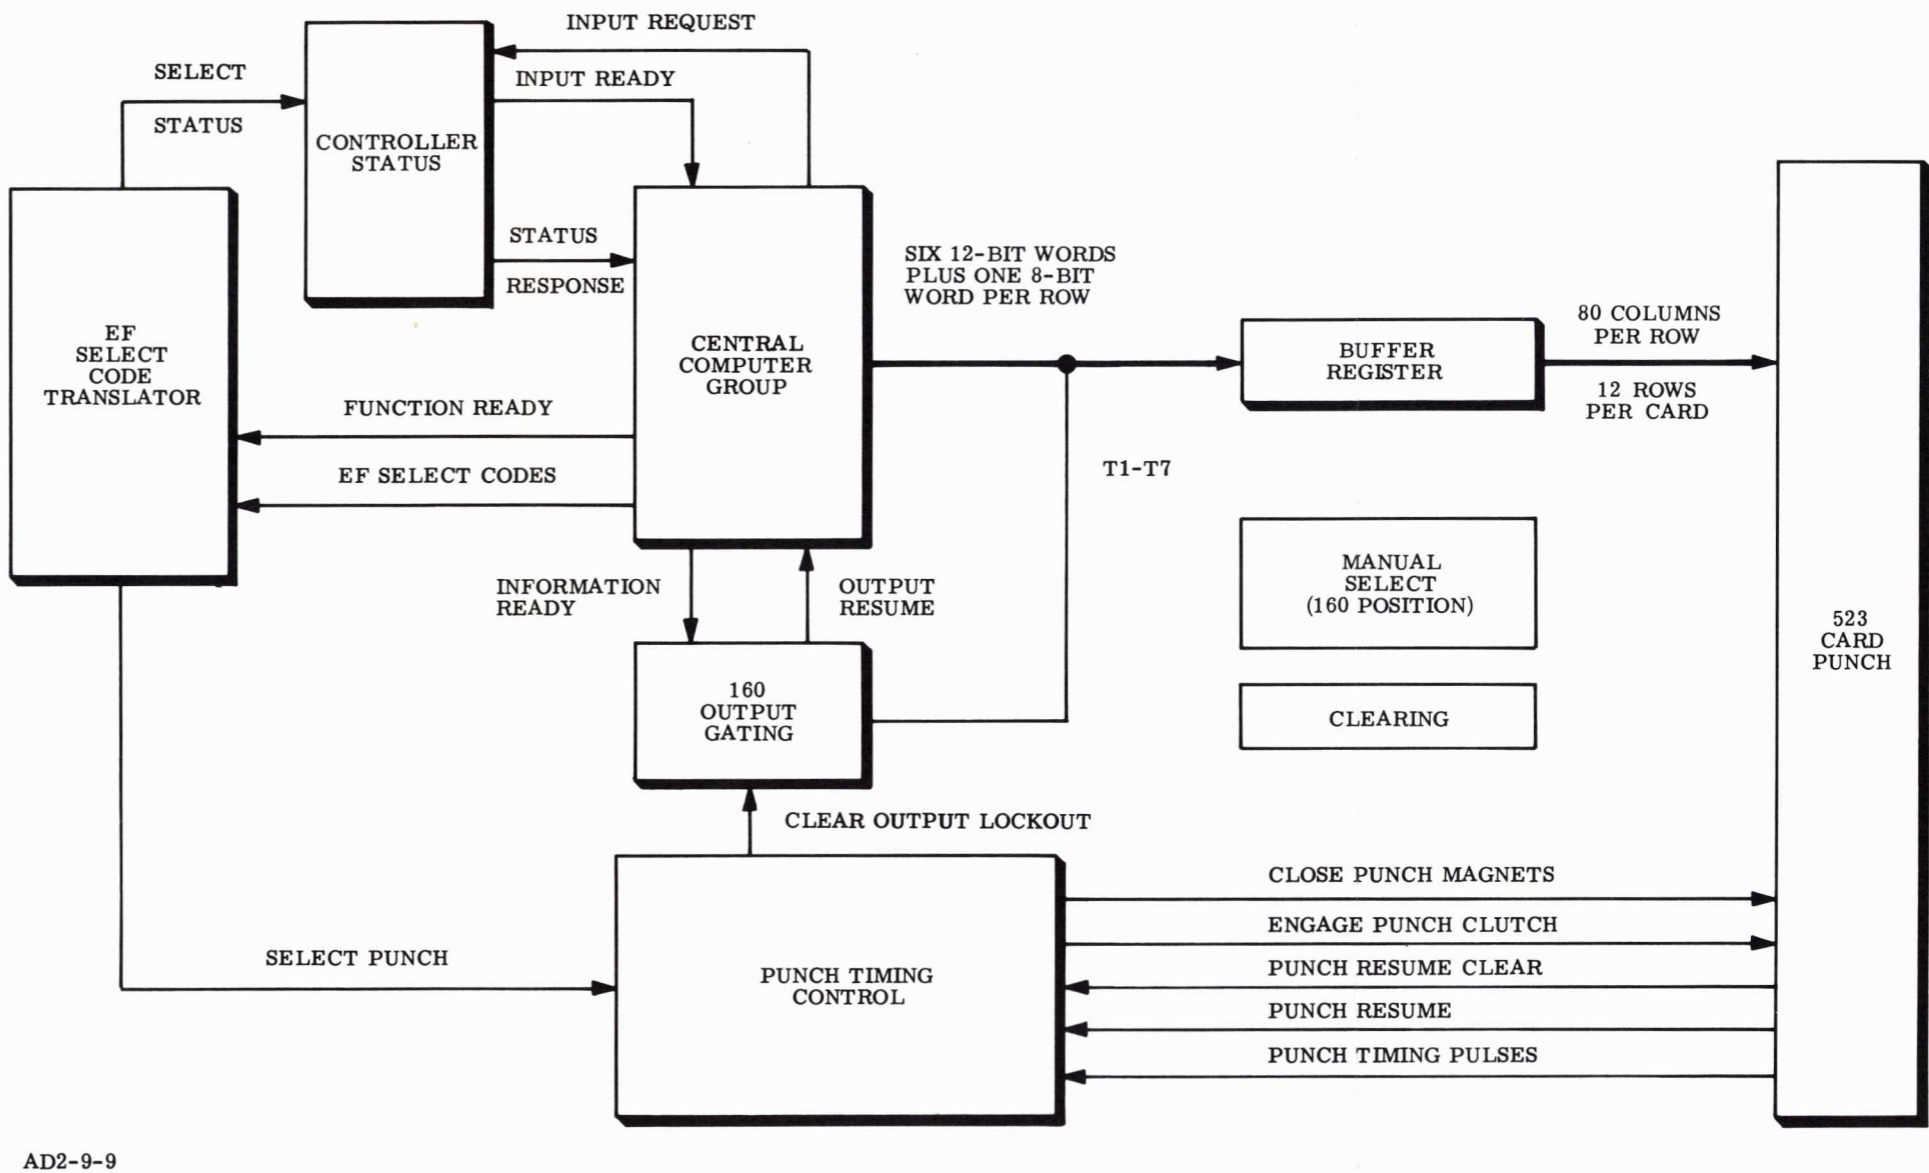 INPUT REQUEST
SELECT
STATUS
INPUT READY
CONTROLLER
STATUS
STATUS
RESPONSE
SIX 12-BIT WORDS
PLUS ONE 8-BIT
WORD PER ROW
EF
SELECT
CODE
TRANSLATOR
CENTRAL
COMPUTER
GROUP
80 COLUMNS
PER ROW
BUFFER
REGISTER
12 ROWS
PER CARD
FUNCTION READY
EF SELECT CODES
T1-T7
INFORMATION
READY
OUTPUT
RESUME
MANUAL
SELECT
(160 POSITION)
523
CARD
PUNCH
160
OUTPUT
GATING
CLEARING
CLEAR OUTPUT LOCKOUT
CLOSE PUNCH MAGNETS
ENGAGE PUNCH CLUTCH
SELECT PUNCH
PUNCH TIMING
CONTROL
PUNCH RESUME CLEAR
PUNCH RESUME
PUNCH TIMING PULSES
AD2-9-9